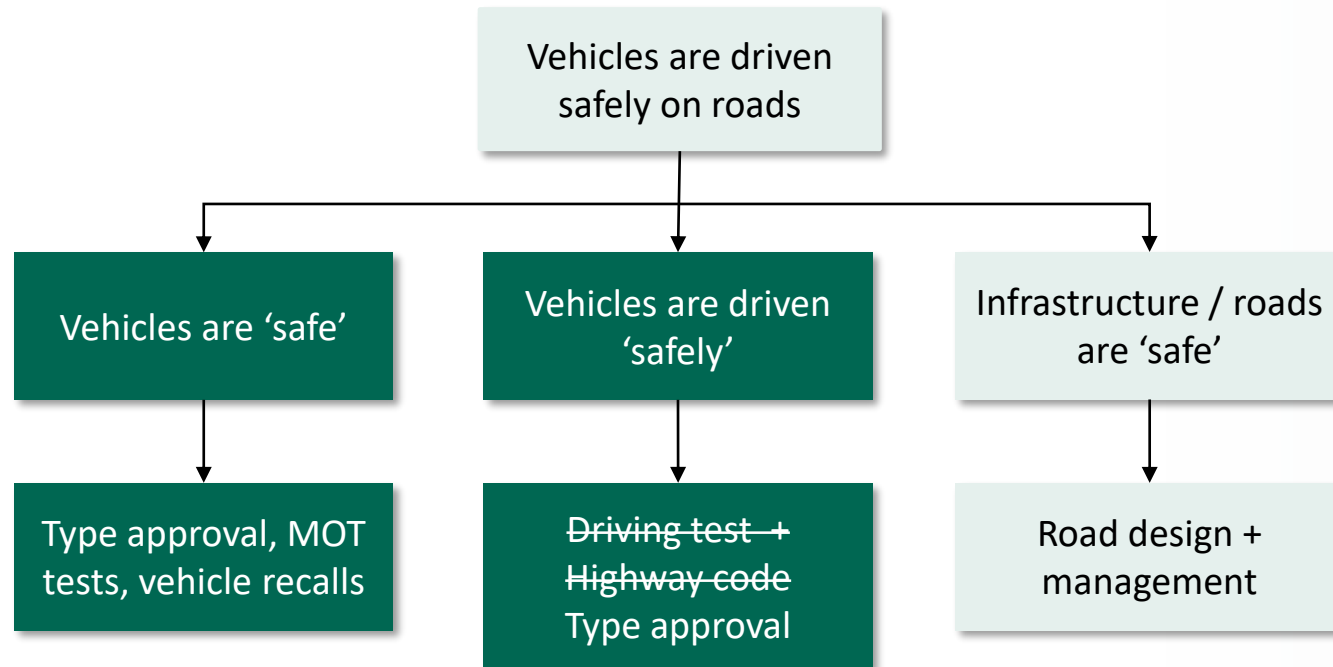 Vehicles are driven
safely on roads
Vehicles are ‘safe’
Vehicles are driven
‘safely’
Infrastructure / roads
are ‘safe’
Type approval, MOT
tests, vehicle recalls
Driving test +
Highway code
Type approval
Road design +
management